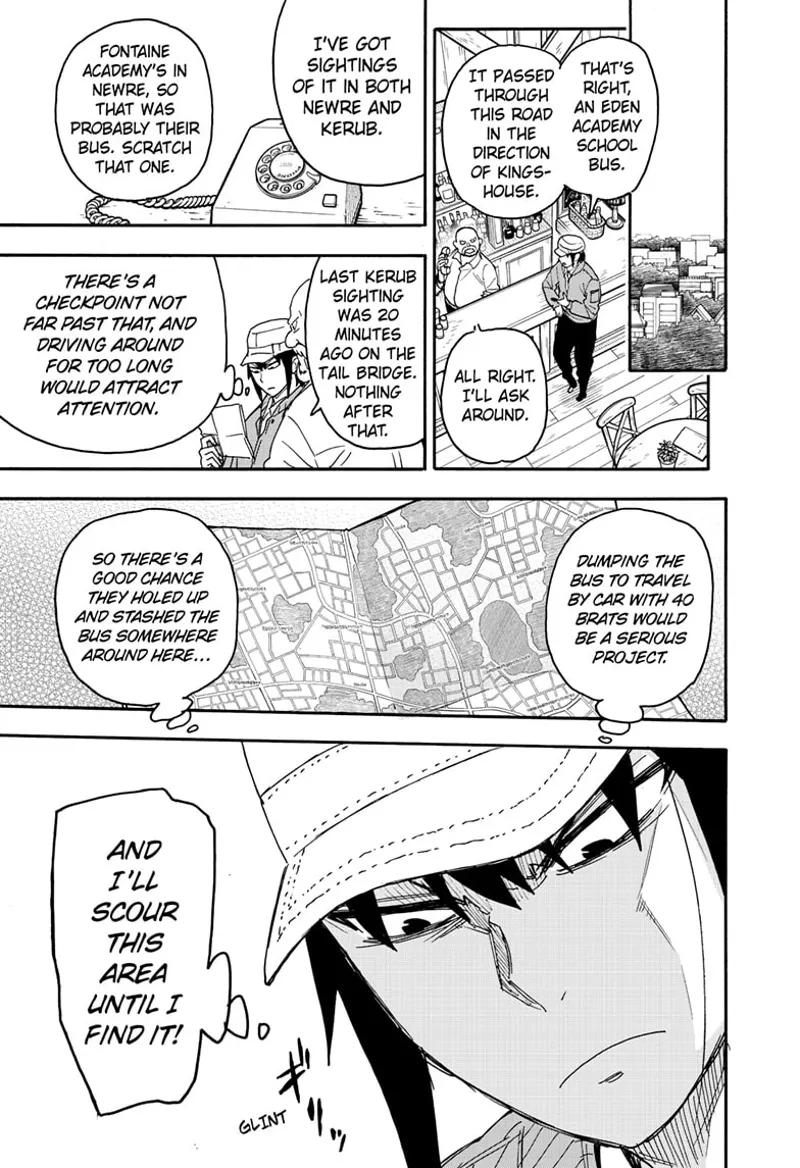 THAT'S
RIGHT,
AN EDEN
ACADEMY
SCHOOL
BUS.
IT PASSED
THROUGH
THIS ROAD
IN THE
DIRECTION
OF KINGS-
HOUSE.
ALL RIGHT.
I'LL ASK
AROUND.
I'VE GOT
SIGHTINGS
OF IT IN BOTH
NEWRE AND
KERUB.
FONTAINE
ACADEMY'S IN
NEWRE, SO
THAT WAS
PROBABLY THEIR
BUS. SCRATCH
THAT ONE.
LAST KERUB
SIGHTING
WAS 20
MINUTES
AGO ON THE
TAIL BRIDGE.
NOTHING
AFTER
THAT.
THERE'S A
CHECKPOINT NOT
FAR PAST THAT, AND
DRIVING AROUND
FOR TOO LONG
WOULD ATTRACT
ATTENTION.
DUMPING THE
BUS TO TRAVEL
BY CAR WITH 40
BRATS WOULD
BE A SERIOUS
PROJECT.
SO THERE'S A
GOOD CHANCE
THEY HOLED UP
AND STASHED THE
BUS SOMEWHERE
AROUND HERE...
AND
I'LL
SCOUR
THIS
AREA
UNTIL I
FIND IT!
ギロッ
GLINT